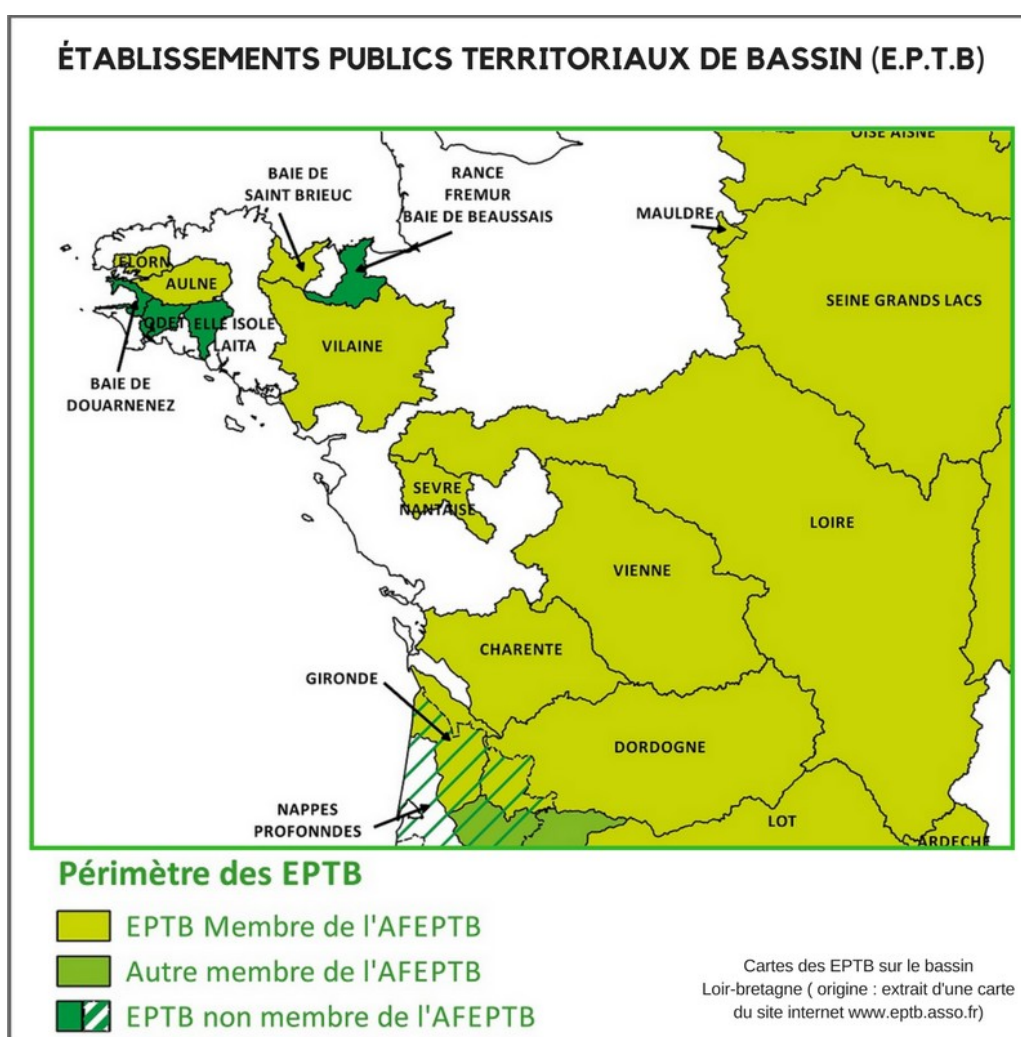 ÉTABLISSEMENTS PUBLICS TERRITORIAUX DE BASSIN (E.P.T.B)
OISE AISNE
BAIE DE
SAINT BRIEUC
RANCE
FREMUR
BAIE DE BEAUSSAIS
MAULDRE
ELORN
AULNE
SEINE GRANDS LACS
ODET
ELLE ISOLE
LAITA
VILAINE
BAIE DE
DOUARNENEZ
SEVRE
NANTAISE
LOIRE
VIENNE
CHARENTE
GIRONDE
DORDOGNE
NAPPES
PROFONNDES
LOT
ARDECHE
Périmètre des EPTB
EPTB Membre de l'AFEPTB
Autre membre de l'AFEPTB
EPTB non membre de l'AFEPTB
Cartes des EPTB sur le bassin
Loir-bretagne ( origine : extrait d'une carte
du site internet www.eptb.asso.fr)